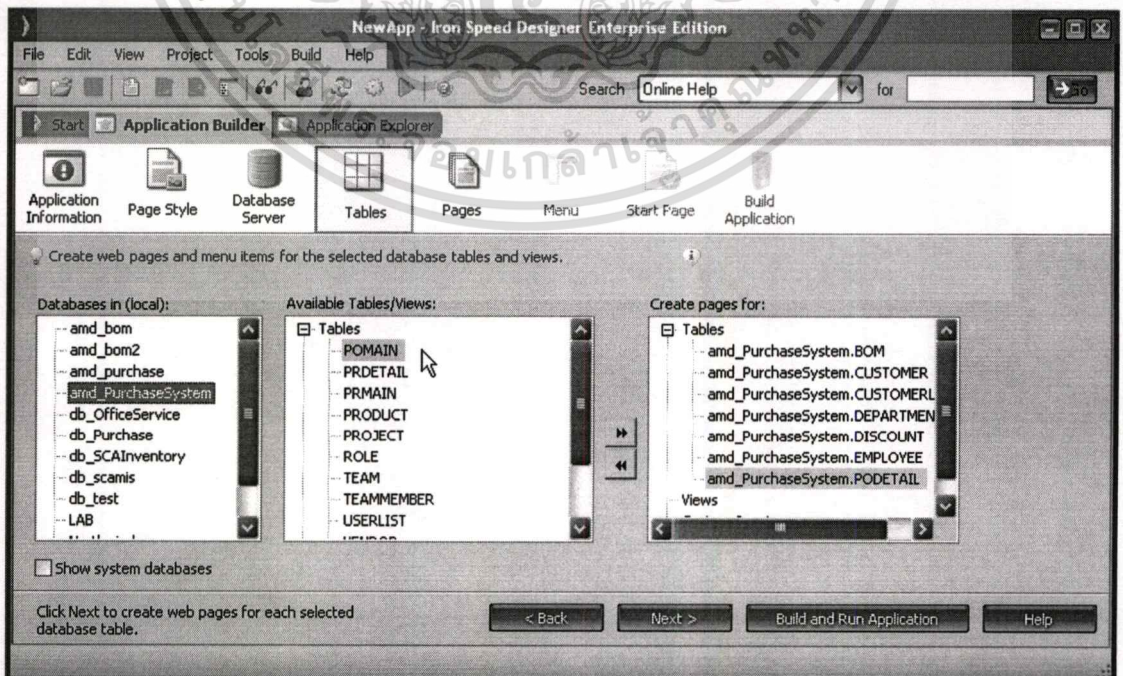 NewApp - Iron Speed Designer Enterprise Edition
File Edit View Project Tools Build Help
Search Online Help for Go
Start Application Builder Application Explorer
Application Information
Page Style
Database Server
Tables
Pages
Menu
Start Page
Build Application
Create web pages and menu items for the selected database tables and views.
Databases in (local):
amd_bom
amd_bom2
amd_purchase
amd_PurchaseSystem
db_OfficeService
db_Purchase
db_SCAInventory
db_scamis
db_test
LAB
Available Tables/Views:
Tables
POMAIN
PRDETAIL
PRMAIN
PRODUCT
PROJECT
ROLE
TEAM
TEAMMEMBER
USERLIST
Create pages for:
Tables
amd_PurchaseSystem.BOM
amd_PurchaseSystem.CUSTOMER
amd_PurchaseSystem.CUSTOMERL
amd_PurchaseSystem.DEPARTMEN
amd_PurchaseSystem.DISCOUNT
amd_PurchaseSystem.EMPLOYEE
amd_PurchaseSystem.PODETAIL
Views
Show system databases
Click Next to create web pages for each selected
database table.
< Back Next > Build and Run Application Help